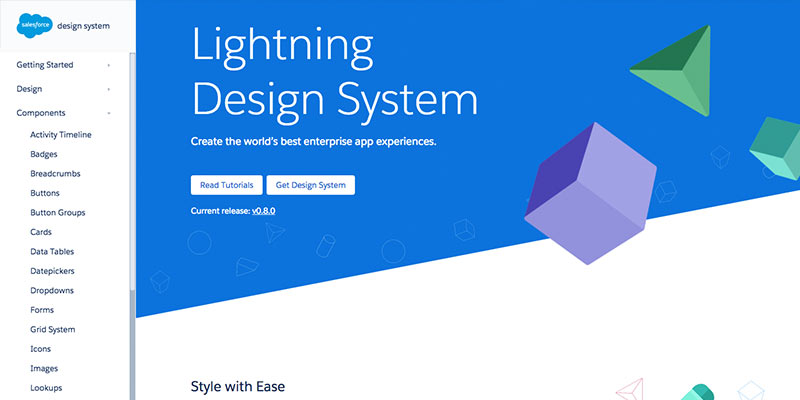 salesforce
design system
Getting Started
Design
Components
Activity Timeline
Badges
Breadcrumbs
Buttons
Button Groups
Cards
Data Tables
Datepickers
Dropdowns
Forms
Grid System
Icons
Images
Lookups
Lightning
Design System
Create the world's best enterprise app experiences.
Read Tutorials
Get Design System
Current release: v0.8.0
Style with Ease